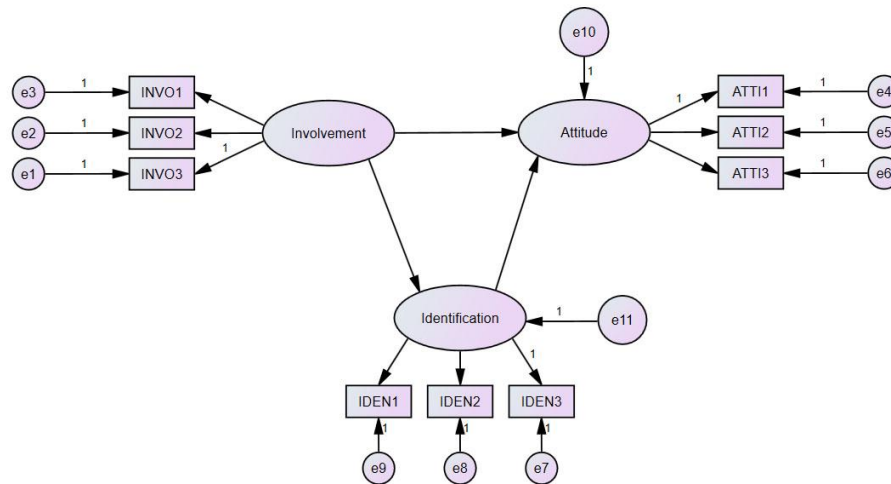 e10
1
e3
1
INVO1
1
ATTI1
1
e4
e2
1
INVO2
Involvement
Attitude
ATTI2
1
e5
1
e1
1
INVO3
ATTI3
1
e6
Identification
1
e11
1
IDEN1
IDEN2
IDEN3
1
1
1
e9
e8
e7